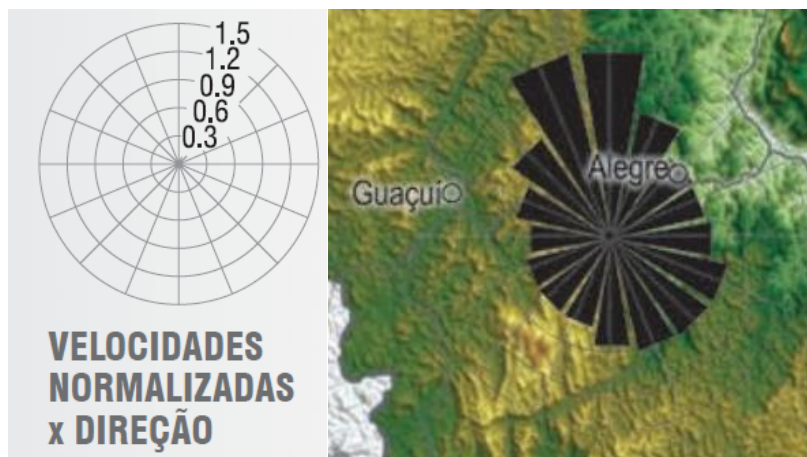 1.5
1.2
0.9
0.6
0.3
VELOCIDADES
NORMALIZADAS
x DIREÇÃO
Alegre
Guaçuí